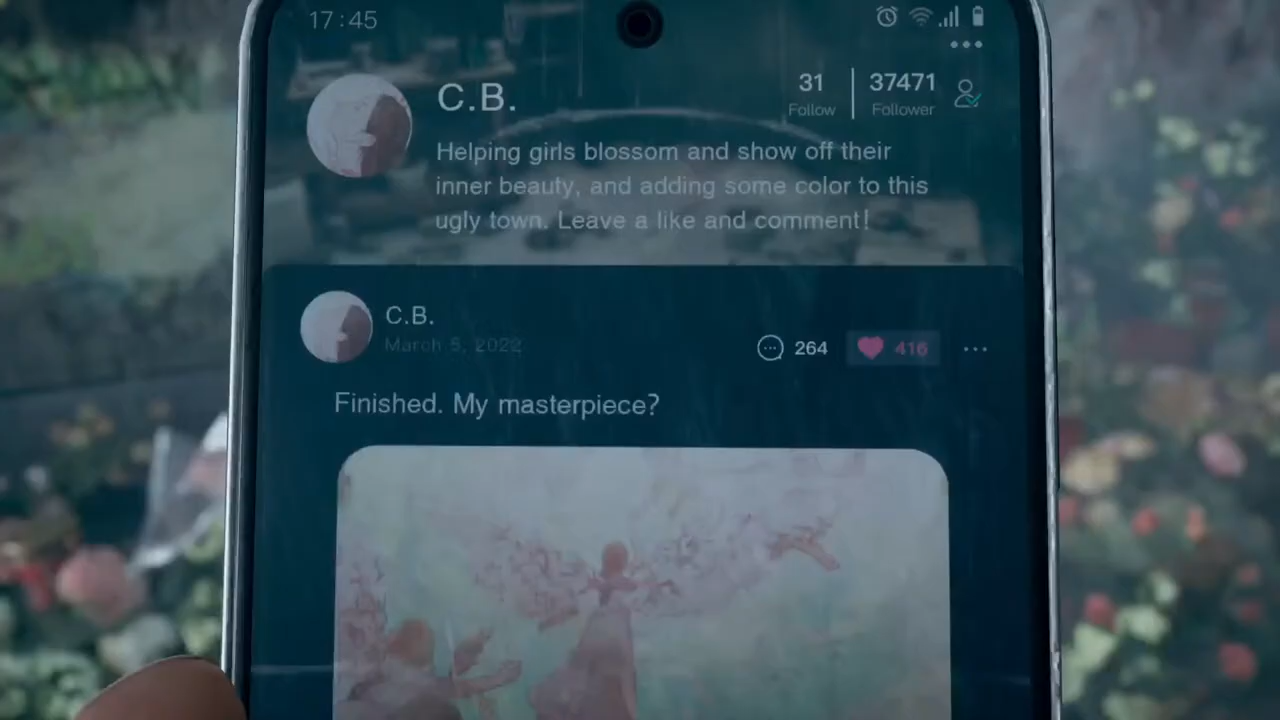 17:45
C.B.
31
37471
Follow
Follower
Helping girls blossom and show off their
inner beauty, and adding some color to this
ugly town. Leave a like and comment!
C.B.
March 5, 2022
264
416
Finished. My masterpiece?